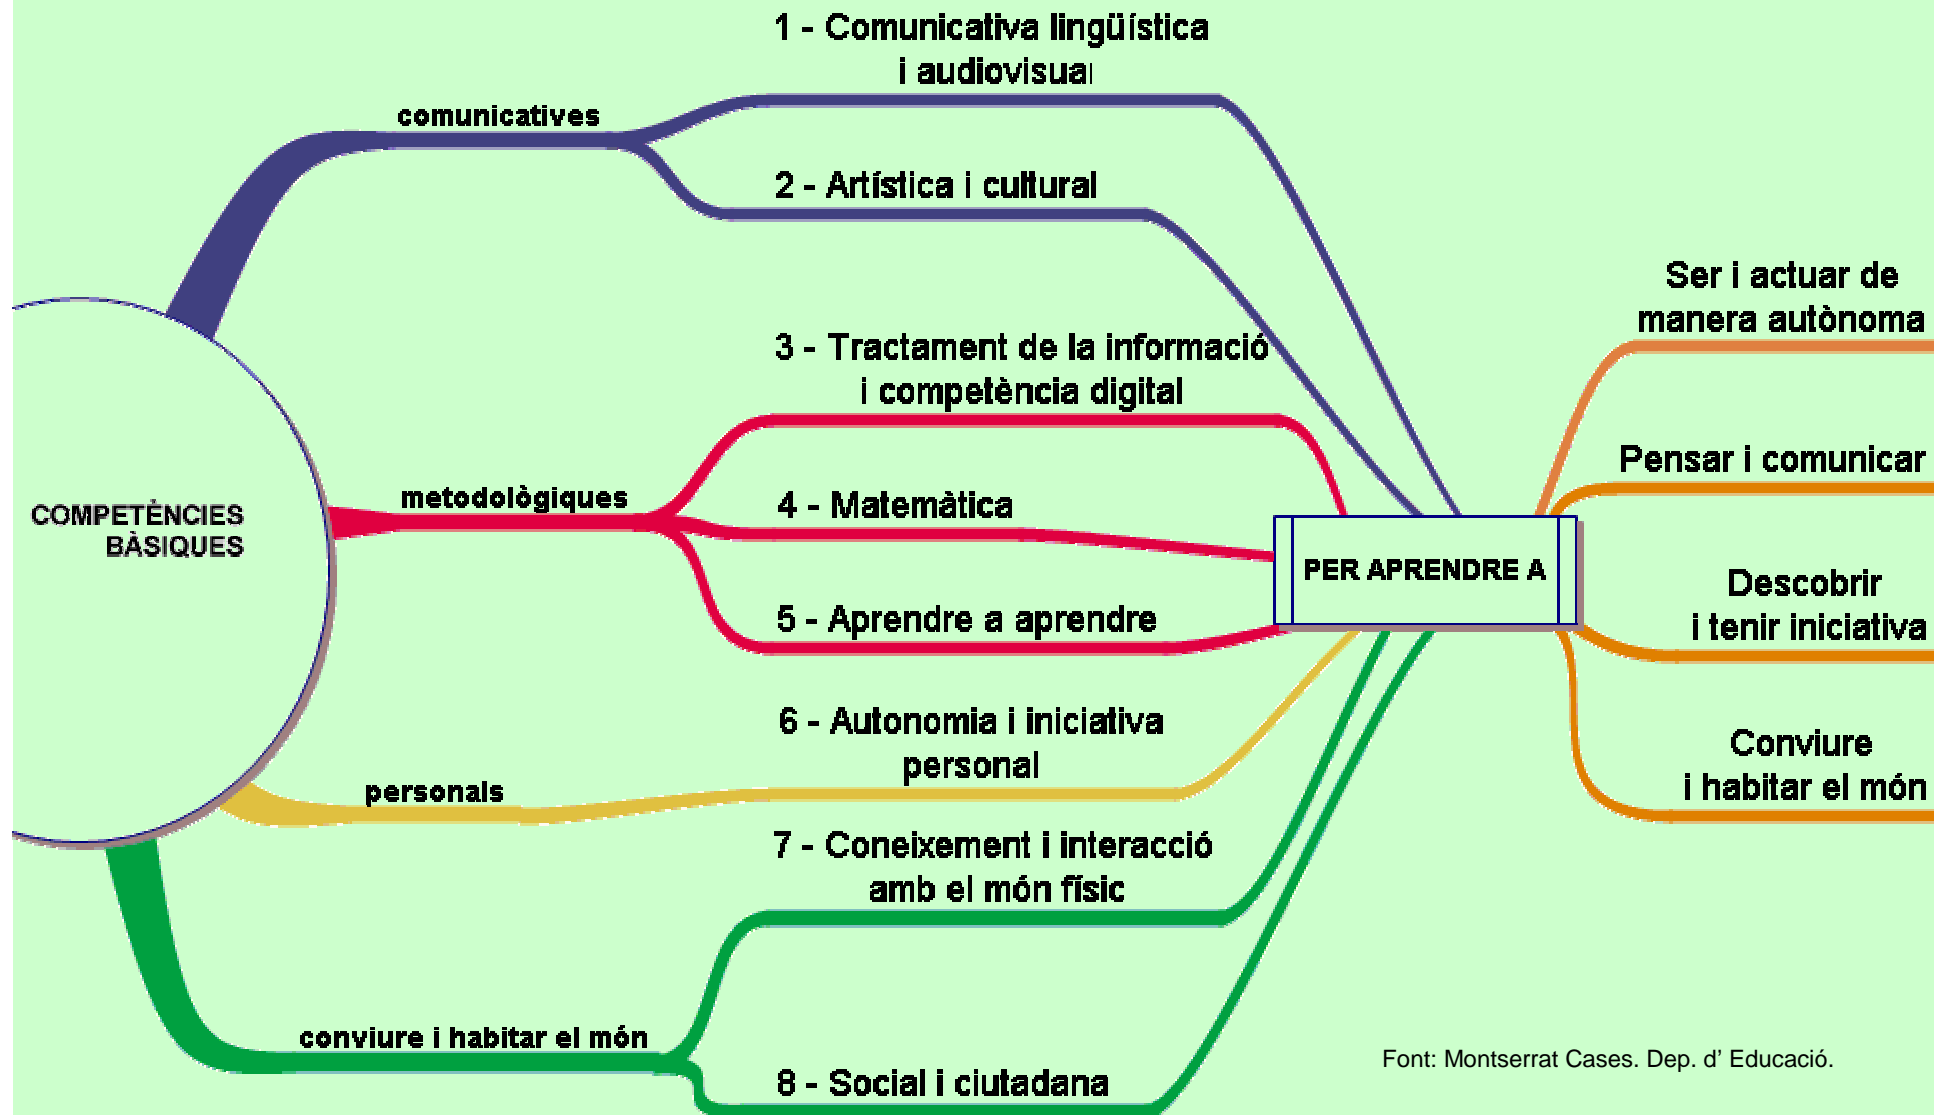 COMPETÈNCIES
BÀSIQUES
comunicatives
1 - Comunicativa lingüística
i audiovisual
2 - Artística i cultural
metodològiques
3 - Tractament de la informació
i competència digital
4 - Matemàtica
5 - Aprendre a aprendre
personals
6 - Autonomia i iniciativa
personal
conviure i habitar el món
7 - Coneixement i interacció
amb el món físic
8 - Social i ciutadana
PER APRENDRE A
Ser i actuar de
manera autònoma
Pensar i comunicar
Descobrir
i tenir iniciativa
Conviure
i habitar el món
Font: Montserrat Cases. Dep. d' Educació.